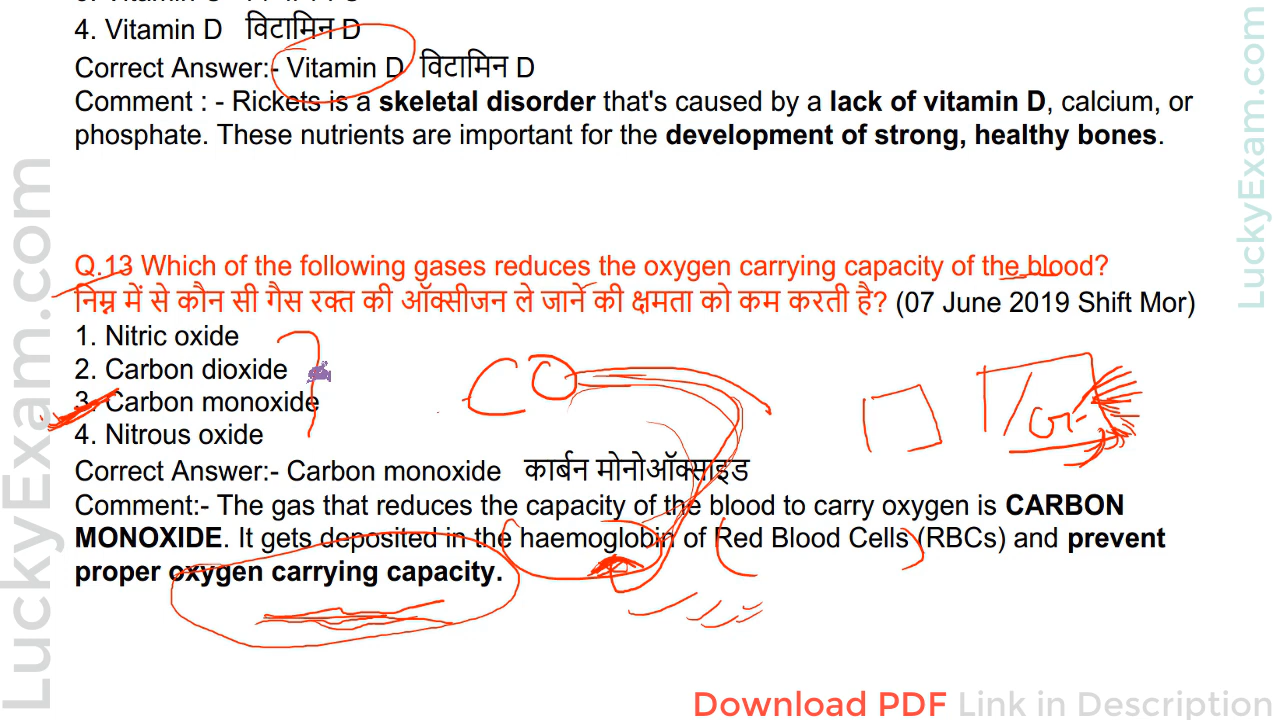 4. Vitamin D विटामिन D
Correct Answer:- Vitamin D विटामिन D
Comment : - Rickets is a skeletal disorder that's caused by a lack of vitamin D, calcium, or
phosphate. These nutrients are important for the development of strong, healthy bones.
Q.13 Which of the following gases reduces the oxygen carrying capacity of the blood?
निम्न में से कौन सी गैस रक्त की ऑक्सीजन ले जाने की क्षमता को कम करती है? (07 June 2019 Shift Mor)
1. Nitric oxide
2. Carbon dioxide
3. Carbon monoxide
4. Nitrous oxide
CO
Correct Answer:- Carbon monoxide कार्बन मोनोऑक्साइड
Comment:- The gas that reduces the capacity of the blood to carry oxygen is CARBON
MONOXIDE. It gets deposited in the haemoglobin of Red Blood Cells (RBCs) and prevent
proper oxygen carrying capacity.
Download PDF Link in Description
LuckyExam.com
LuckyExam.com